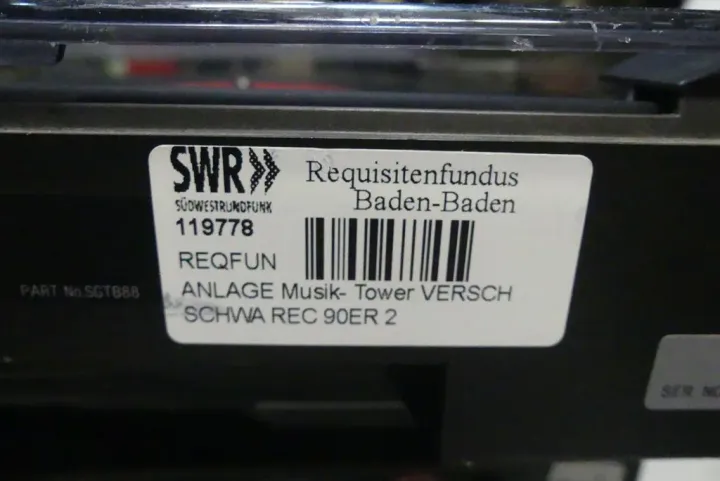 SWR» Requisitenfundus
SÜDWESTRUNDFUNK Baden-Baden
119778
REQFUN
ANLAGE Musik- Tower VERSCH
SCHWA REC 90ER 2
PART No.SGTB88
SER NO